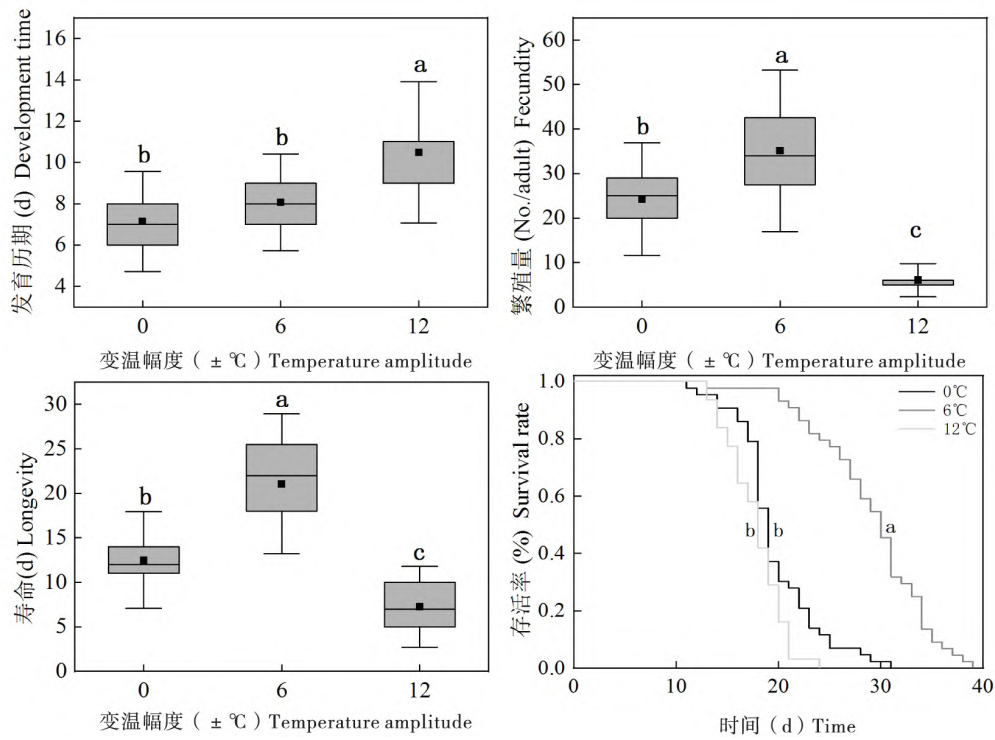 发育历期 (d) Development time
16
14
12
10
8
6
4
b
b
a
0
6
12
变温幅度（ ± ℃ ）Temperature amplitude
繁殖量 (No./adult) Fecundity
60
50
40
30
20
10
0
b
a
c
0
6
12
变温幅度（ ± ℃ ）Temperature amplitude
寿命(d) Longevity
30
25
20
15
10
5
0
b
a
c
0
6
12
变温幅度（ ± ℃ ）Temperature amplitude
存活率 (%) Survival rate
1.0
0.8
0.6
0.4
0.2
0.0
0℃
6℃
12℃
b
b
a
0
10
20
30
40
时间（d）Time